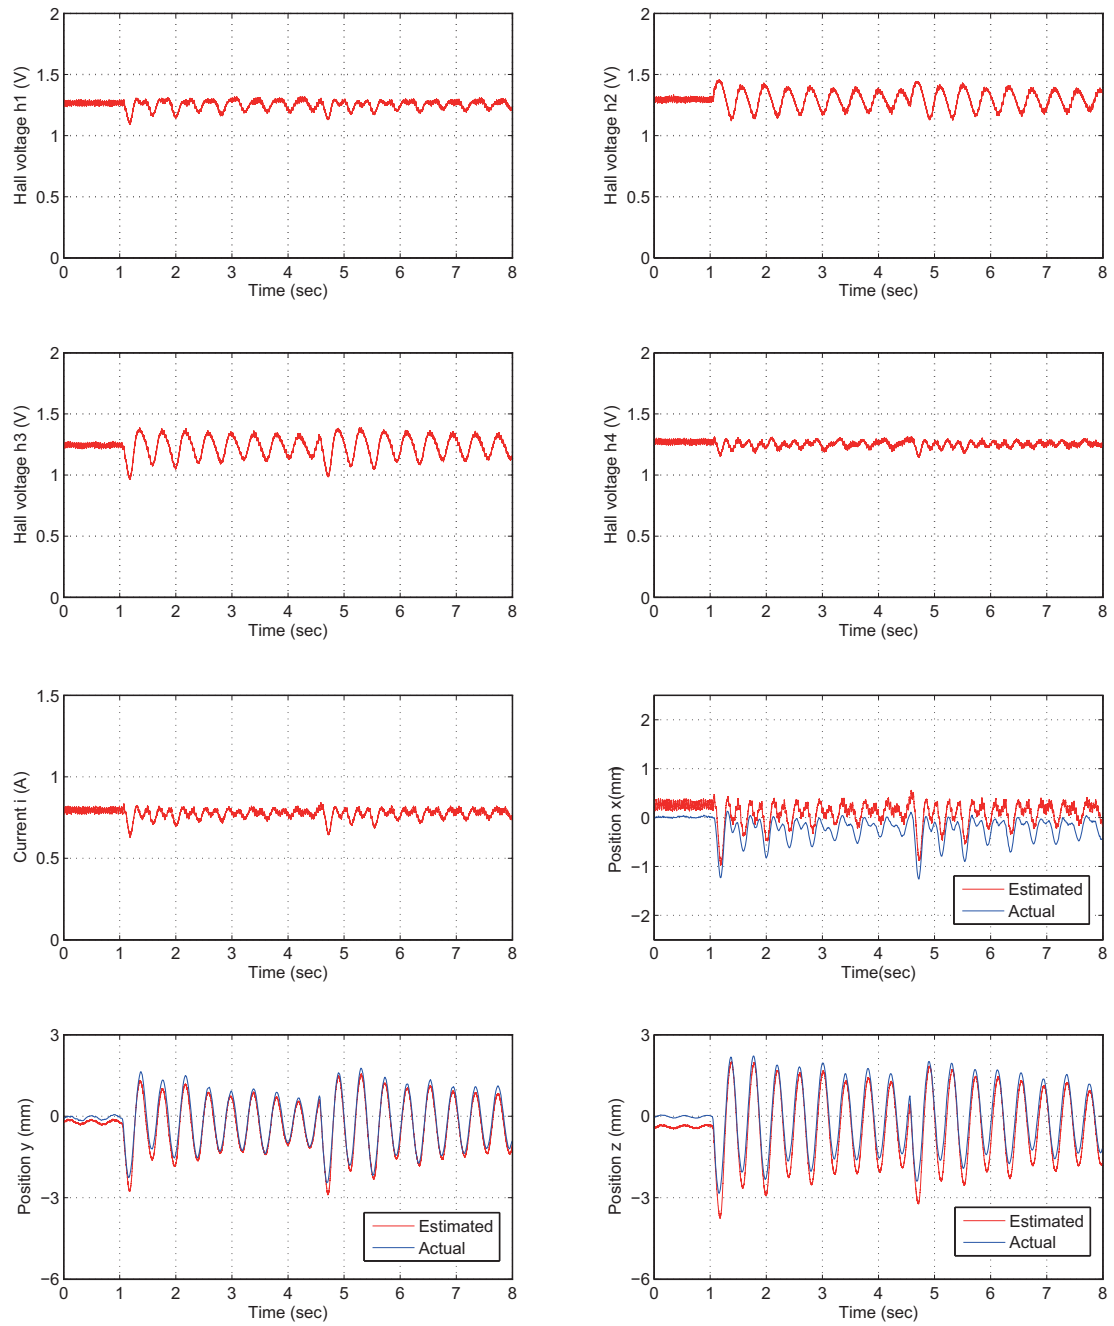 Hall voltage h1 (V)
2
1.5
1
0.5
0
0 1 2 3 4 5 6 7 8
Time (sec)
Hall voltage h2 (V)
2
1.5
1
0.5
0
0 1 2 3 4 5 6 7 8
Time (sec)
Hall voltage h3 (V)
2
1.5
1
0.5
0
0 1 2 3 4 5 6 7 8
Time (sec)
Hall voltage h4 (V)
2
1.5
1
0.5
0
0 1 2 3 4 5 6 7 8
Time (sec)
Current i (A)
1.5
1
0.5
0
0 1 2 3 4 5 6 7 8
Time (sec)
Position x(mm)
2
1
0
−1
−2
Estimated
Actual
0 1 2 3 4 5 6 7 8
Time(sec)
Position y (mm)
3
0
−3
−6
Estimated
Actual
0 1 2 3 4 5 6 7 8
Time (sec)
Position z (mm)
3
0
−3
−6
Estimated
Actual
0 1 2 3 4 5 6 7 8
Time (sec)